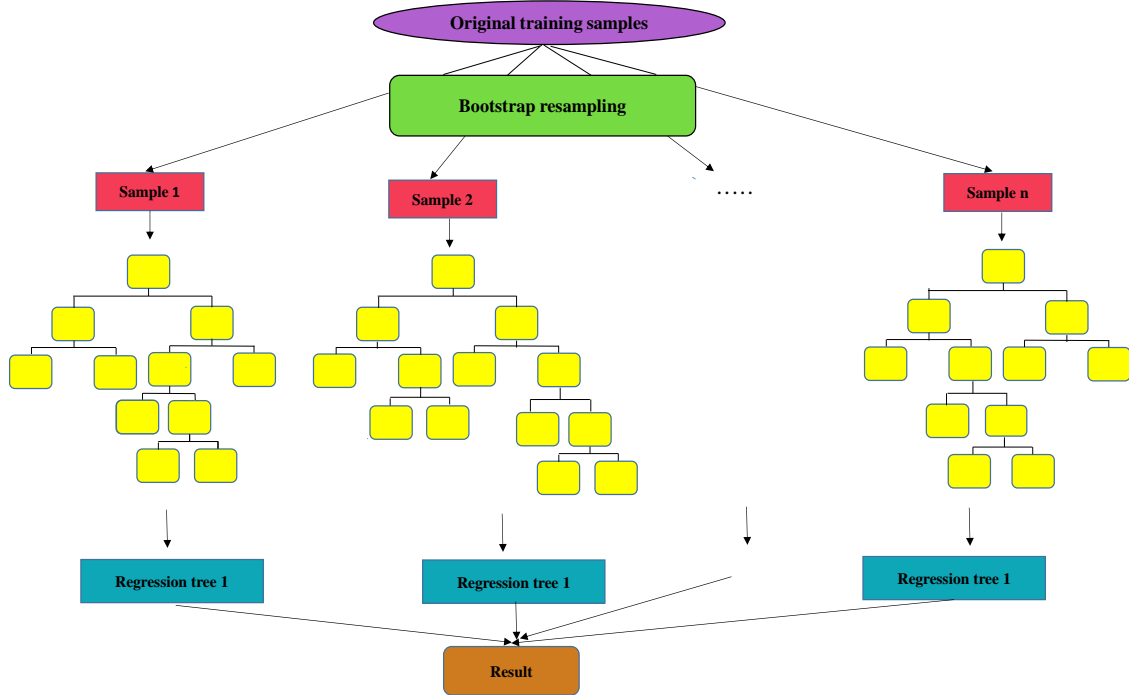 Original training samples
Bootstrap resampling
Sample 1
Sample 2
.....
Sample n
Regression tree 1
Regression tree 1
Regression tree 1
Result